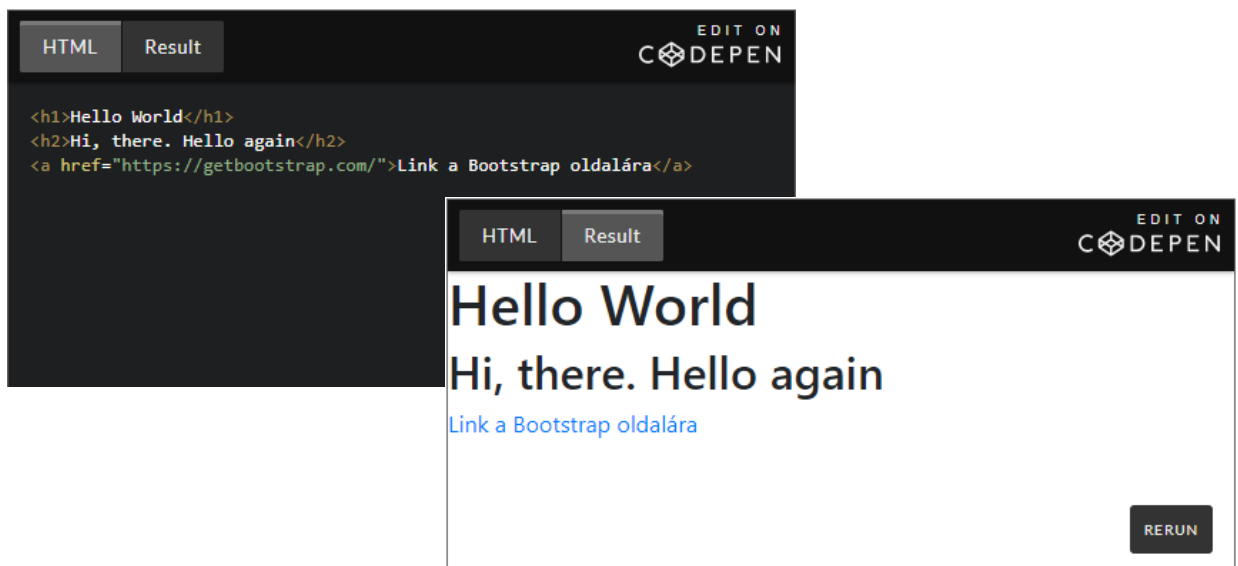 HTML
Result
EDIT ON
CODEPEN
<h1>Hello World</h1>
<h2>Hi, there. Hello again</h2>
<a href="https://getbootstrap.com/">Link a Bootstrap oldalára</a>
HTML
Result
EDIT ON
CODEPEN
Hello World
Hi, there. Hello again
Link a Bootstrap oldalára
RERUN